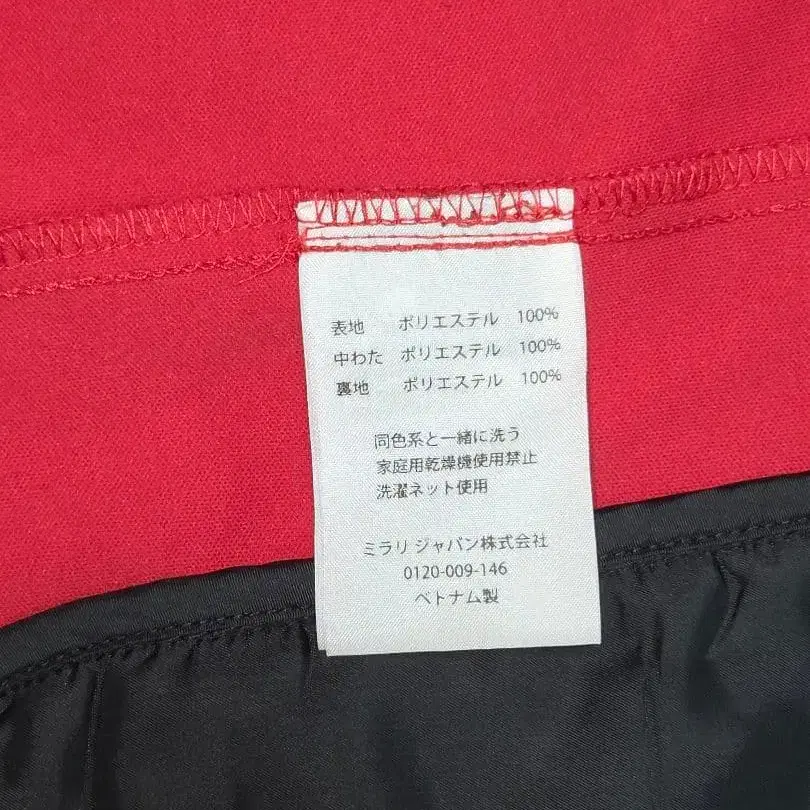 表地 ポリエステル 100%
中わた ポリエステル 100%
裏地 ポリエステル 100%
同色系と一緒に洗う
家庭用乾燥機使用禁止
洗濯ネット使用
ミラリ ジャパン株式会社
0120-009-146
ベトナム製